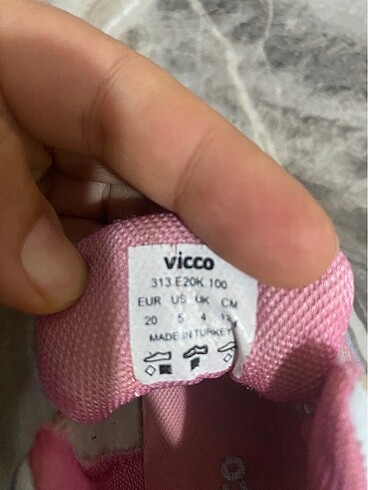 vicco
313.E20K.100
EUR US UK CM
20 5 4
MADE IN TURKEY